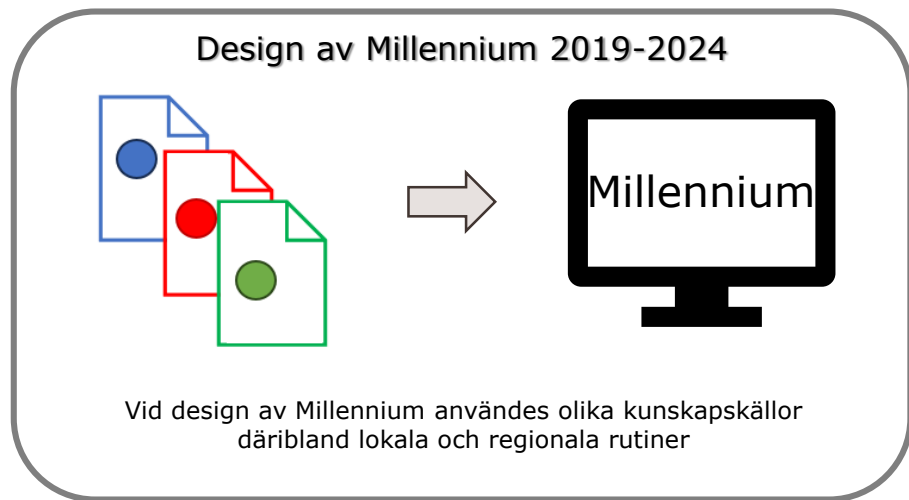 Design av Millennium 2019-2024
Millennium
Vid design av Millennium användes olika kunskapskällor
däribland lokala och regionala rutiner